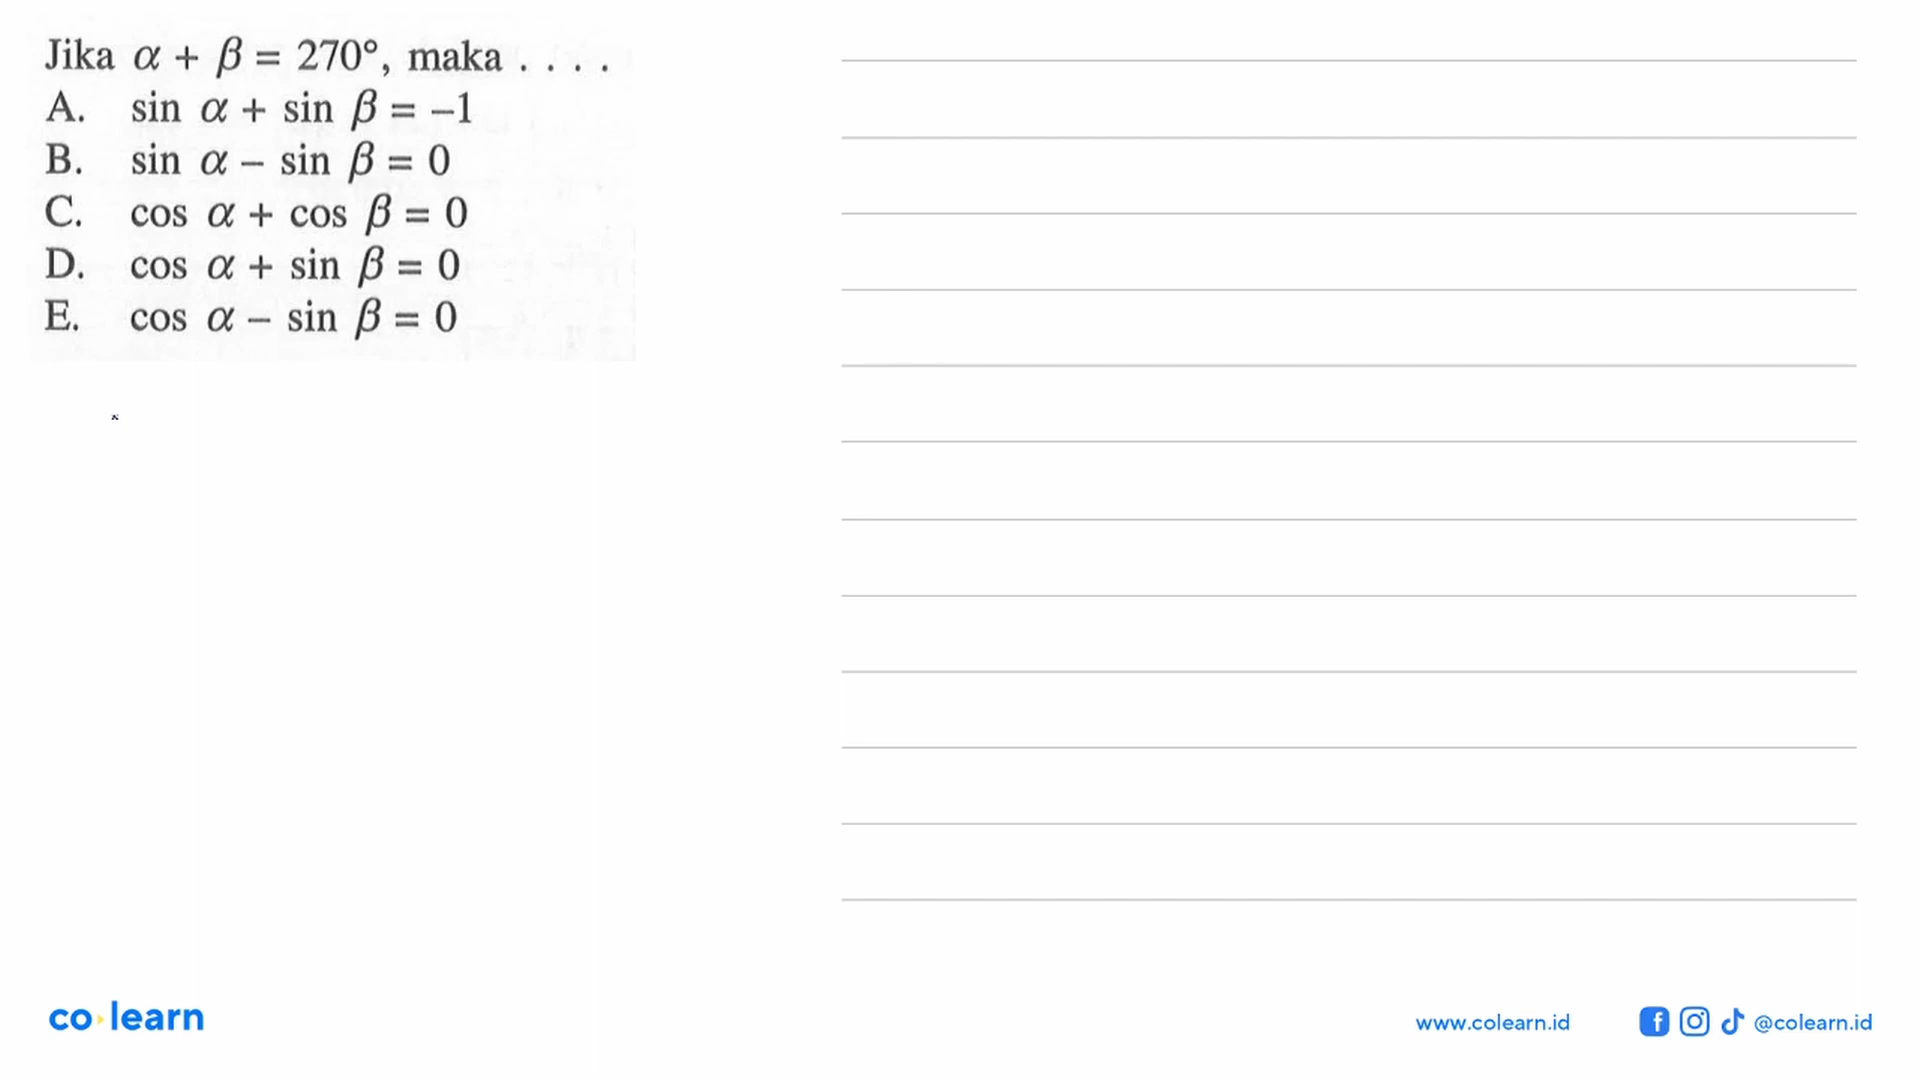 Jika α + β = 270°, maka . . . .
A. sin α + sin β = –1
B. sin α – sin β = 0
C. cos α + cos β = 0
D. cos α + sin β = 0
E. cos α – sin β = 0
co learn
www.colearn.id
@colearn.id